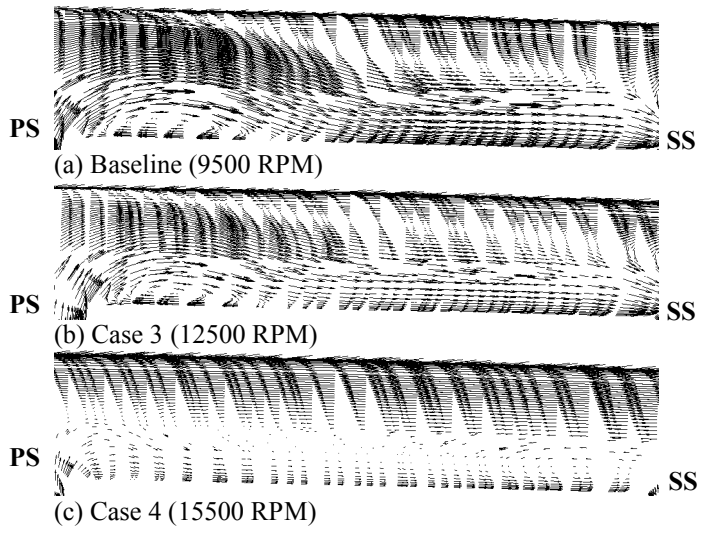 PS SS
(a) Baseline (9500 RPM)
PS SS
(b) Case 3 (12500 RPM)
PS SS
(c) Case 4 (15500 RPM)